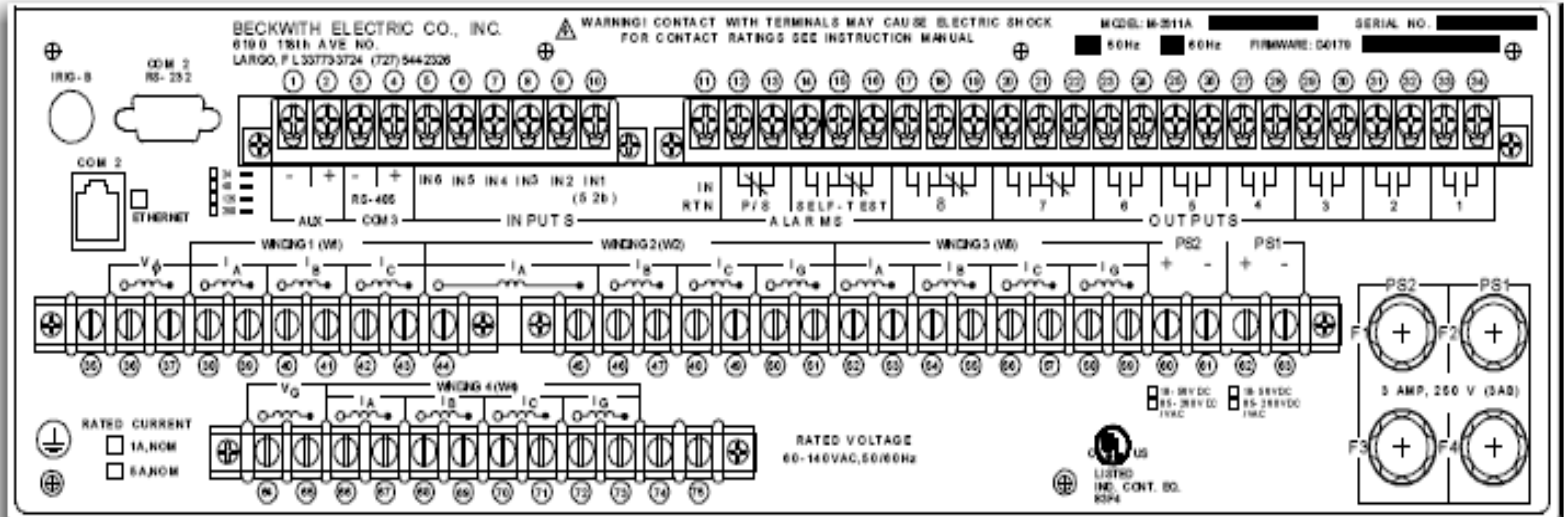 BECKWITH ELECTRIC CO., INC.
6190 118th AVE NO.
LARGO, FL 33773-3724 (727) 544-2326
WARNING! CONTACT WITH TERMINALS MAY CAUSE ELECTRIC SHOCK
FOR CONTACT RATINGS SEE INSTRUCTION MANUAL
MODEL: M-3311A
SERIAL NO.
50Hz 60Hz FIRMWARE: D-0179
IRIG-B
COM 2
RS-232
1 2 3 4 5 6 7 8 9 10
11 12 13 14 15 16 17 18 19 20 21 22 23 24 25 26 27 28 29 30 31 32 33 34
COM 2
ETHERNET
- + - +
RS-485
AUX COM 3
IN6 IN5 IN4 IN3 IN2 IN1
(52b)
INPUTS
IN
RTN
P/S SELF-TEST
ALARMS
8 7 6 5 4 3 2 1
OUTPUTS
WINDING 1 (W1) WINDING 2 (W2) WINDING 3 (W3) PS2 PS1
Vϕ IA IB IC IA IB IC IG IA IA IB IC IG + - + -
35 36 37 38 39 40 41 42 43 44
45 46 47 48 49 50 51 52 53 54 55 56 57 58 59 60 61 62 63
PS2 PS1
F1 F2
3 AMP, 250 V (3AB)
F3 F4
VG WINDING 4 (W4)
IA IB IC IG
64 65 66 67 68 69 70 71 72 73 74 75
RATED CURRENT
1A,NOM
5A,NOM
RATED VOLTAGE
60-140VAC,50/60Hz
UL
C US
LISTED
IND. CONT. EQ.
83F4